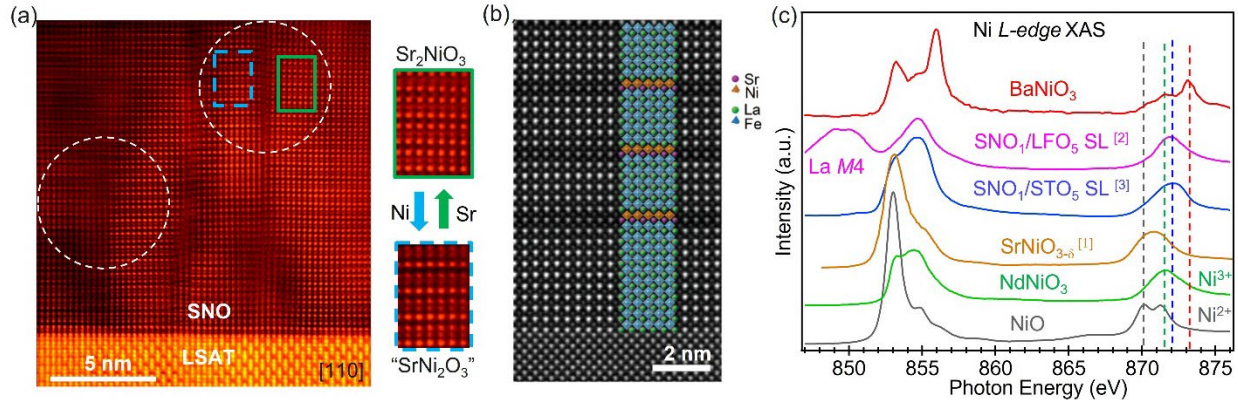 (a)
SNO
LSAT
5 nm
[110]
Sr₂NiO₃
Ni
Sr
“SrNi₂O₃”
(b)
Sr
Ni
La
Fe
2 nm
(c)
Ni L-edge XAS
BaNiO₃
SNO₁/LFO₅ SL [2]
La M4
SNO₁/STO₅ SL [3]
SrNiO₃₋δ [1]
NdNiO₃
Ni³⁺
NiO
Ni²⁺
Intensity (a.u.)
850 855 860 865 870 875
Photon Energy (eV)